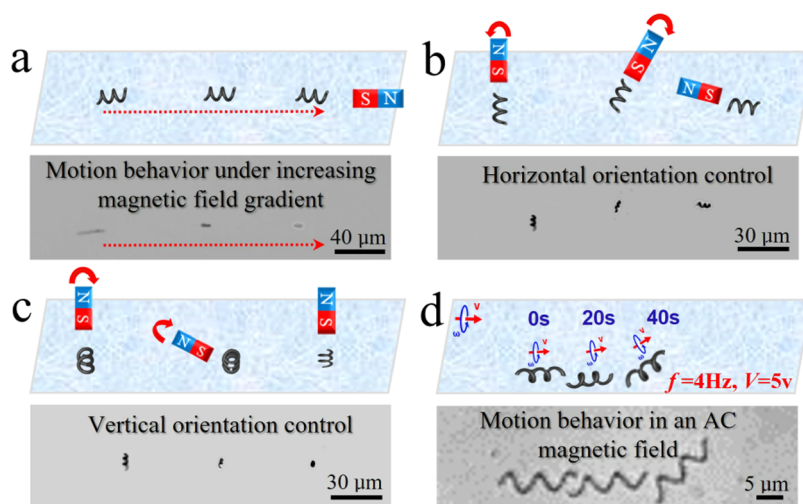 a
S N
Motion behavior under increasing
magnetic field gradient
40 μm
b
N
S
N
S
N S
Horizontal orientation control
30 μm
c
N
S
N S
N
S
Vertical orientation control
30 μm
d
ω v
0s 20s 40s
ω v
ω v
ω v
f=4Hz, V=5v
Motion behavior in an AC
magnetic field
5 μm